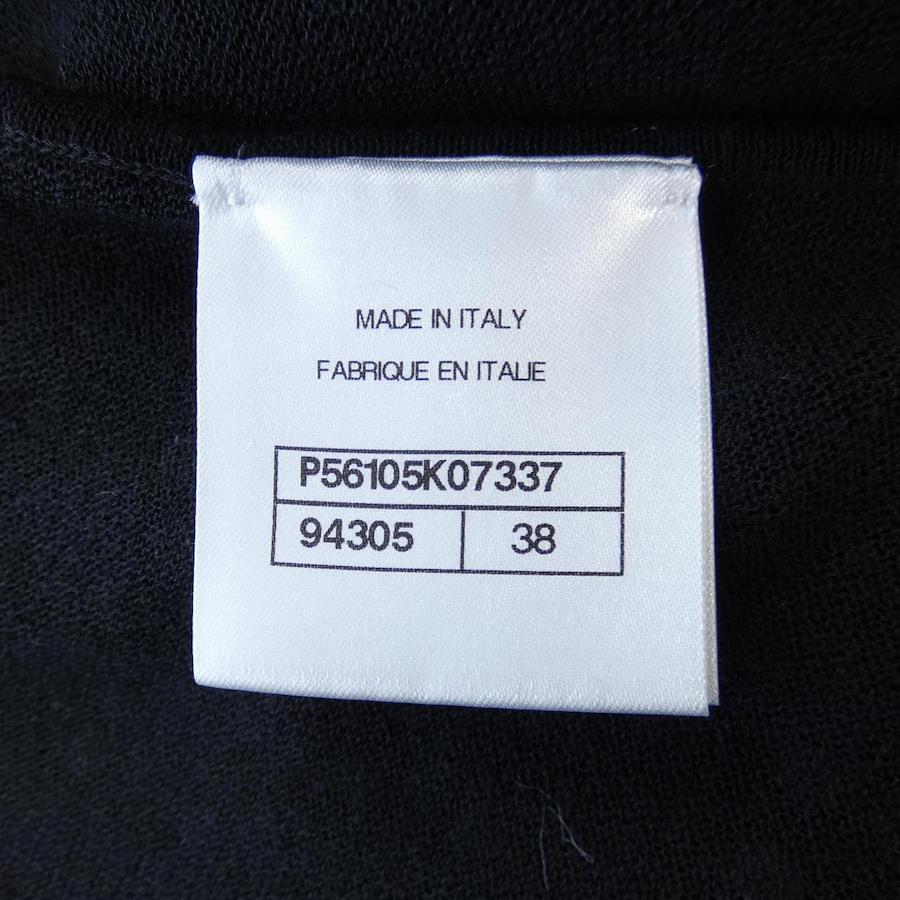 MADE IN ITALY
FABRIQUE EN ITALIE
P56105K07337
94305 38